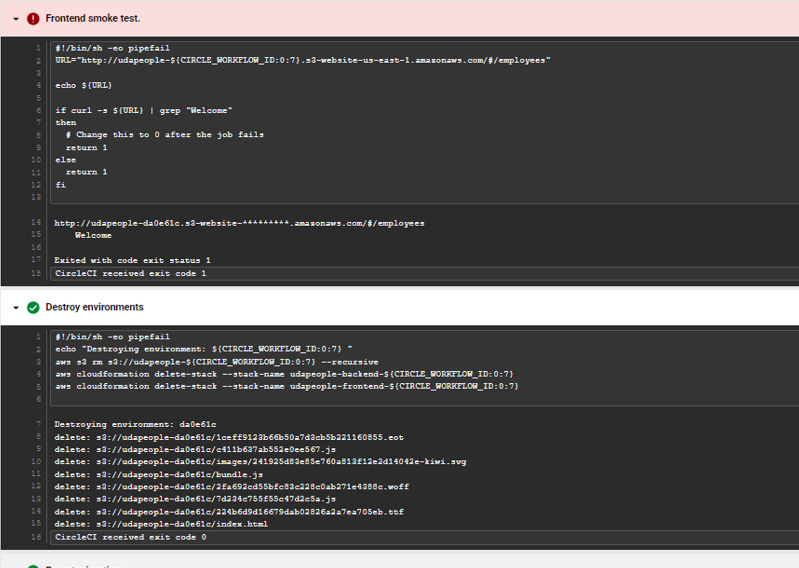 Frontend smoke test.
1 #!/bin/sh -eo pipefail
2 URL="http://udapeople-${CIRCLE_WORKFLOW_ID:0:7}.s3-website-us-east-1.amazonaws.com/#/employees"
3
4 echo ${URL}
5
6 if curl -s ${URL} | grep "Welcome"
7 then
8 # Change this to 0 after the job fails
9 return 1
10 else
11 return 1
12 fi
13
14 http://udapeople-da0e61c.s3-website-*********.amazonaws.com/#/employees
15 Welcome
16
17 Exited with code exit status 1
18 CircleCI received exit code 1
Destroy environments
1 #!/bin/sh -eo pipefail
2 echo "Destroying environment: ${CIRCLE_WORKFLOW_ID:0:7} "
3 aws s3 rm s3://udapeople-${CIRCLE_WORKFLOW_ID:0:7} --recursive
4 aws cloudformation delete-stack --stack-name udapeople-backend-${CIRCLE_WORKFLOW_ID:0:7}
5 aws cloudformation delete-stack --stack-name udapeople-frontend-${CIRCLE_WORKFLOW_ID:0:7}
6
7 Destroying environment: da0e61c
8 delete: s3://udapeople-da0e61c/1ceff9123b66b50a7d3cb5b221160855.eot
9 delete: s3://udapeople-da0e61c/c411b637ab552e0ee567.js
10 delete: s3://udapeople-da0e61c/images/241925d83e85e760a813f12e2d14042e-kiwi.svg
11 delete: s3://udapeople-da0e61c/bundle.js
12 delete: s3://udapeople-da0e61c/2fa692cd55bfc83c228c0ab271e4388c.woff
13 delete: s3://udapeople-da0e61c/7d234c755f55c47d2c5a.js
14 delete: s3://udapeople-da0e61c/224b6d9d16679dab02826a2a7ea705eb.ttf
15 delete: s3://udapeople-da0e61c/index.html
16 CircleCI received exit code 0